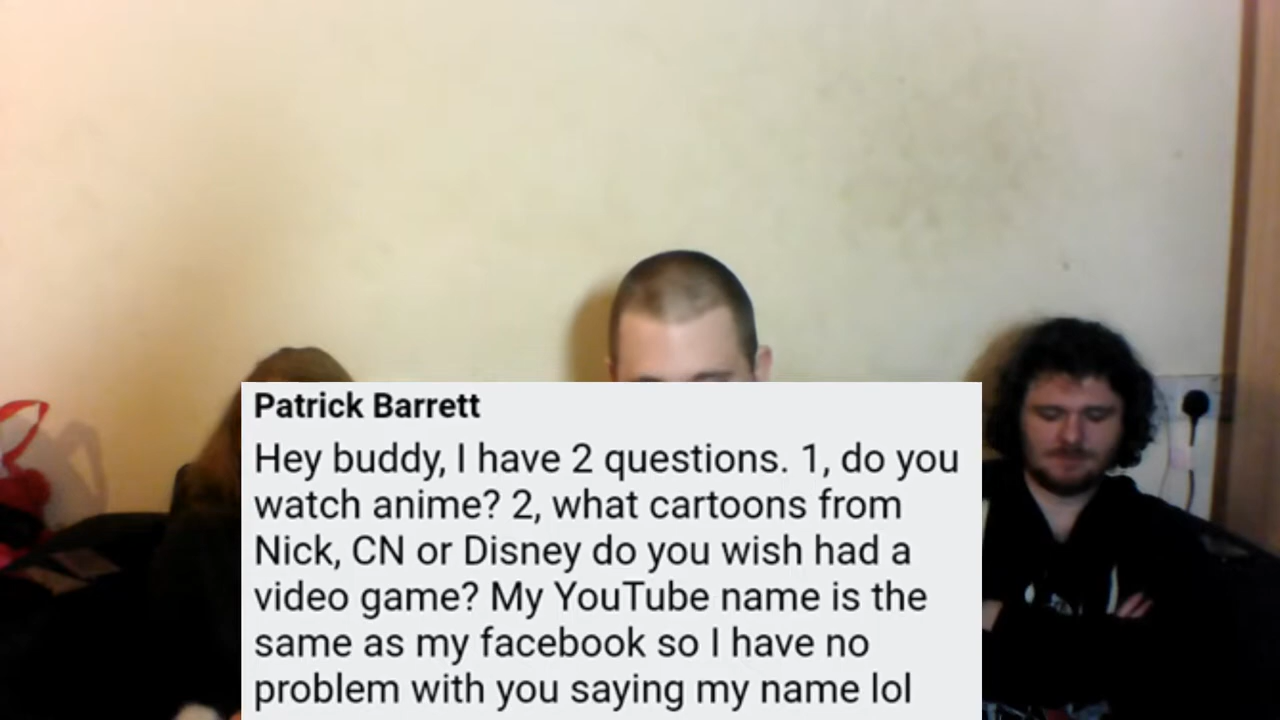 Patrick Barrett
Hey buddy, I have 2 questions. 1, do you
watch anime? 2, what cartoons from
Nick, CN or Disney do you wish had a
video game? My YouTube name is the
same as my facebook so I have no
problem with you saying my name lol